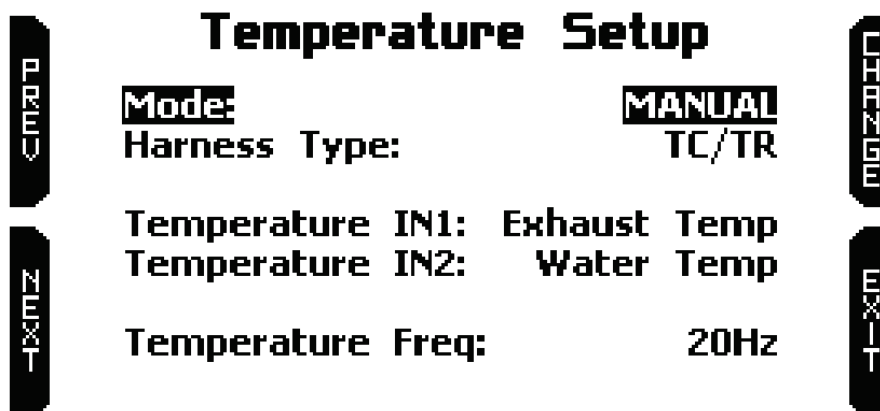 Temperature Setup
PREV
CHANGE
Mode: MANUAL
Harness Type: TC/TR
Temperature IN1: Exhaust Temp
Temperature IN2: Water Temp
NEXT
EXIT
Temperature Freq: 20Hz